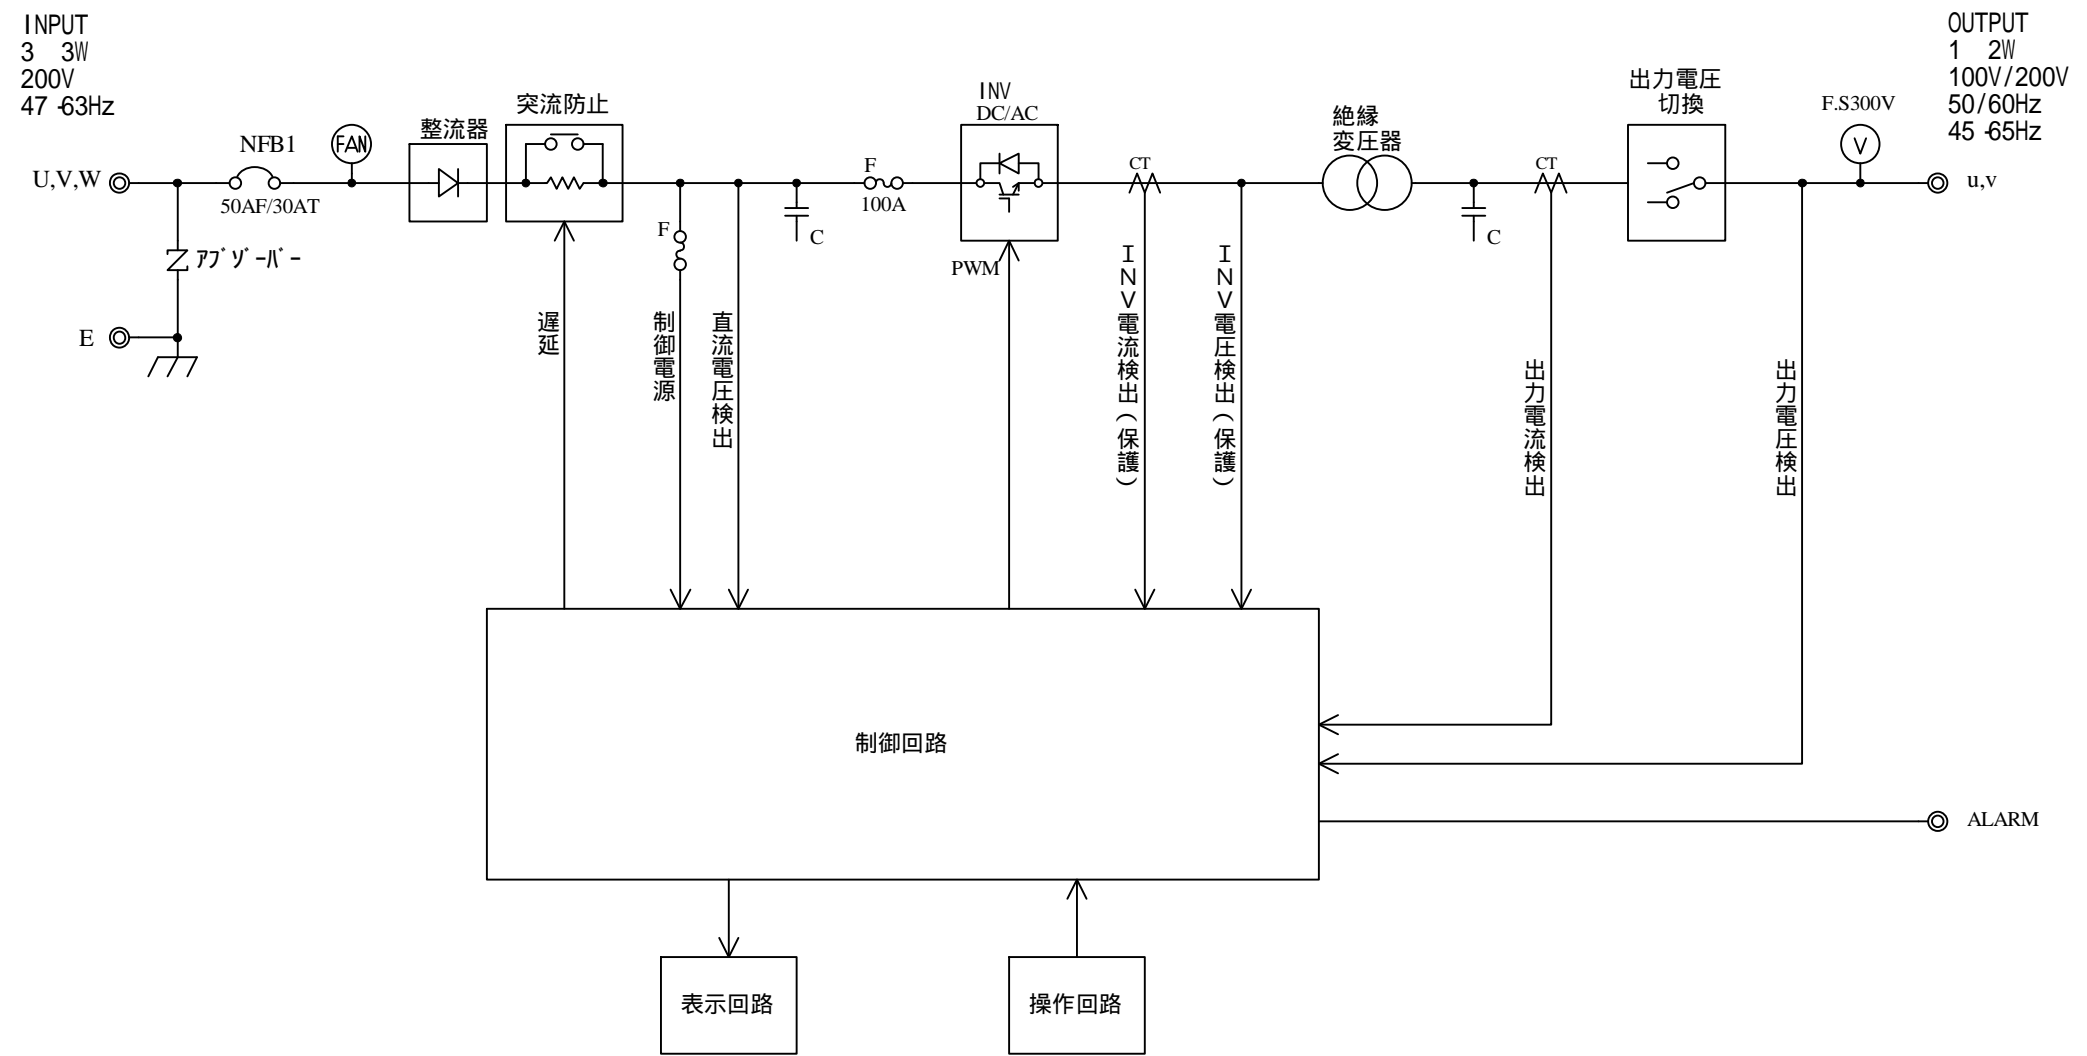 INPUT
3 3W
200V
47-63Hz
OUTPUT
1 2W
100V/200V
50/60Hz
45-65Hz
U,V,W
NFB1
50AF/30AT
FAN
整流器
突流防止
F
100A
INV
DC/AC
CT
絶縁
変圧器
CT
出力電圧
切換
F.S300V
V
u,v
アブゾーバー
E
F
C
PWM
C
遅延
制御電源
直流電圧検出
INV電流検出(保護)
INV電圧検出(保護)
出力電流検出
出力電圧検出
制御回路
ALARM
表示回路
操作回路